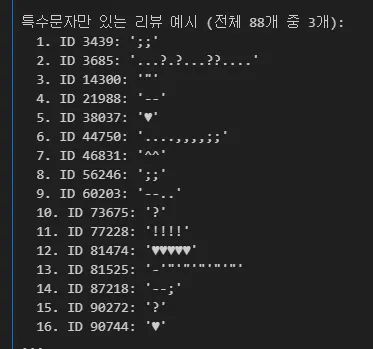 특수문자만 있는 리뷰 예시 (전체 88개 중 3개):
1. ID 3439: ';;'
2. ID 3685: '...?.?...??....'
3. ID 14300: '"'
4. ID 21988: '--'
5. ID 38037: '♥'
6. ID 44750: '....,,,,;;'
7. ID 46831: '^^'
8. ID 56246: ';;'
9. ID 60203: '--..'
10. ID 73675: '?'
11. ID 77228: '!!!!'
12. ID 81474: '♥♥♥♥♥'
13. ID 81525: '-'"'"'"'"'"'
14. ID 87218: '--;'
15. ID 90272: '?'
16. ID 90744: '♥'
...